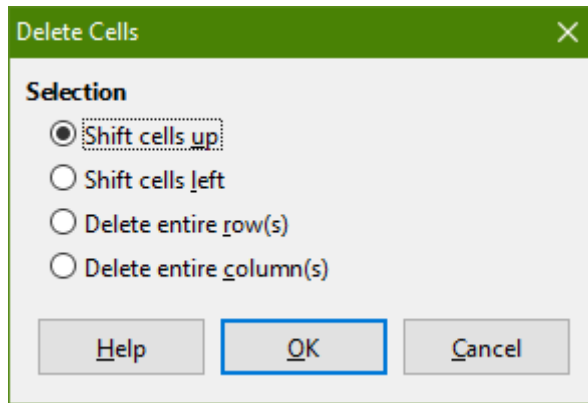 Delete Cells
Selection
Shift cells up
Shift cells left
Delete entire row(s)
Delete entire column(s)
Help OK Cancel